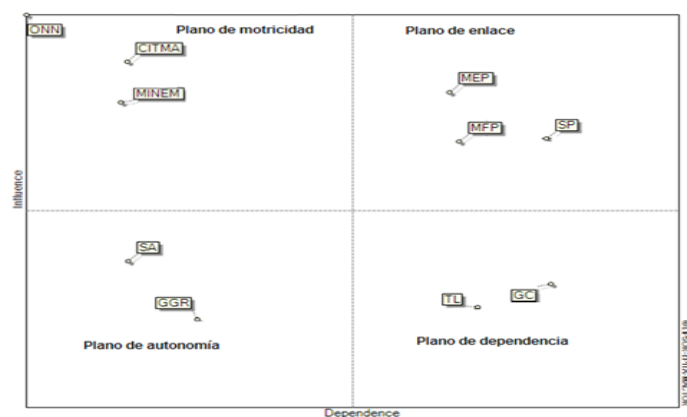 Plano de motricidad
Plano de enlace
ONN
CITMA
MINEM
MEP
MFP
SP
Influence
SA
GGR
TL
GC
Plano de autonomía
Plano de dependencia
Dependence